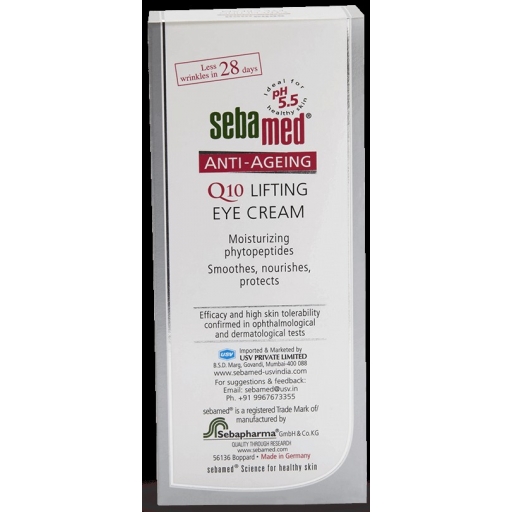 Less
wrinkles in 28 days
ideal for
pH
5.5
healthy skin
sebamed®
ANTI-AGEING
Q10 LIFTING
EYE CREAM
Moisturizing
phytopeptides
Smoothes, nourishes,
protects
Efficacy and high skin tolerability
confirmed in ophthalmological
and dermatological tests
USV
Imported & Marketed by
USV PRIVATE LIMITED
B.S.D. Marg, Govandi, Mumbai-400 088
www.sebamed-usvindia.com
For suggestions & feedback:
Email: sebamed@usv.in
Ph. +91 9967673355
sebamed® is a registered Trade Mark of/
manufactured by
Sebapharma® GmbH & Co.KG
QUALITY THROUGH RESEARCH
www.sebamed.com
56136 Boppard • Made in Germany
sebamed® Science for healthy skin